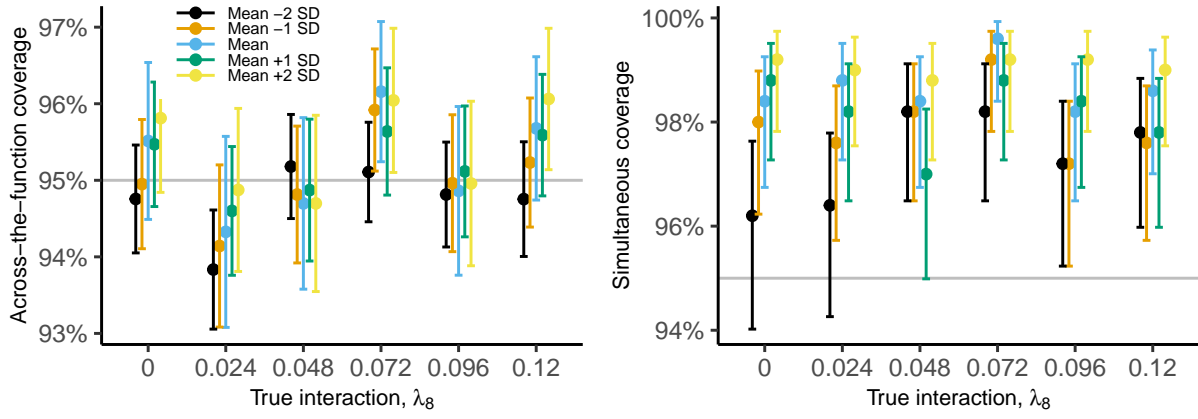 Across−the−function coverage
97%
96%
95%
94%
93%
Mean −2 SD
Mean −1 SD
Mean
Mean +1 SD
Mean +2 SD
0 0.024 0.048 0.072 0.096 0.12
True interaction, λ8
Simultaneous coverage
100%
98%
96%
94%
0 0.024 0.048 0.072 0.096 0.12
True interaction, λ8